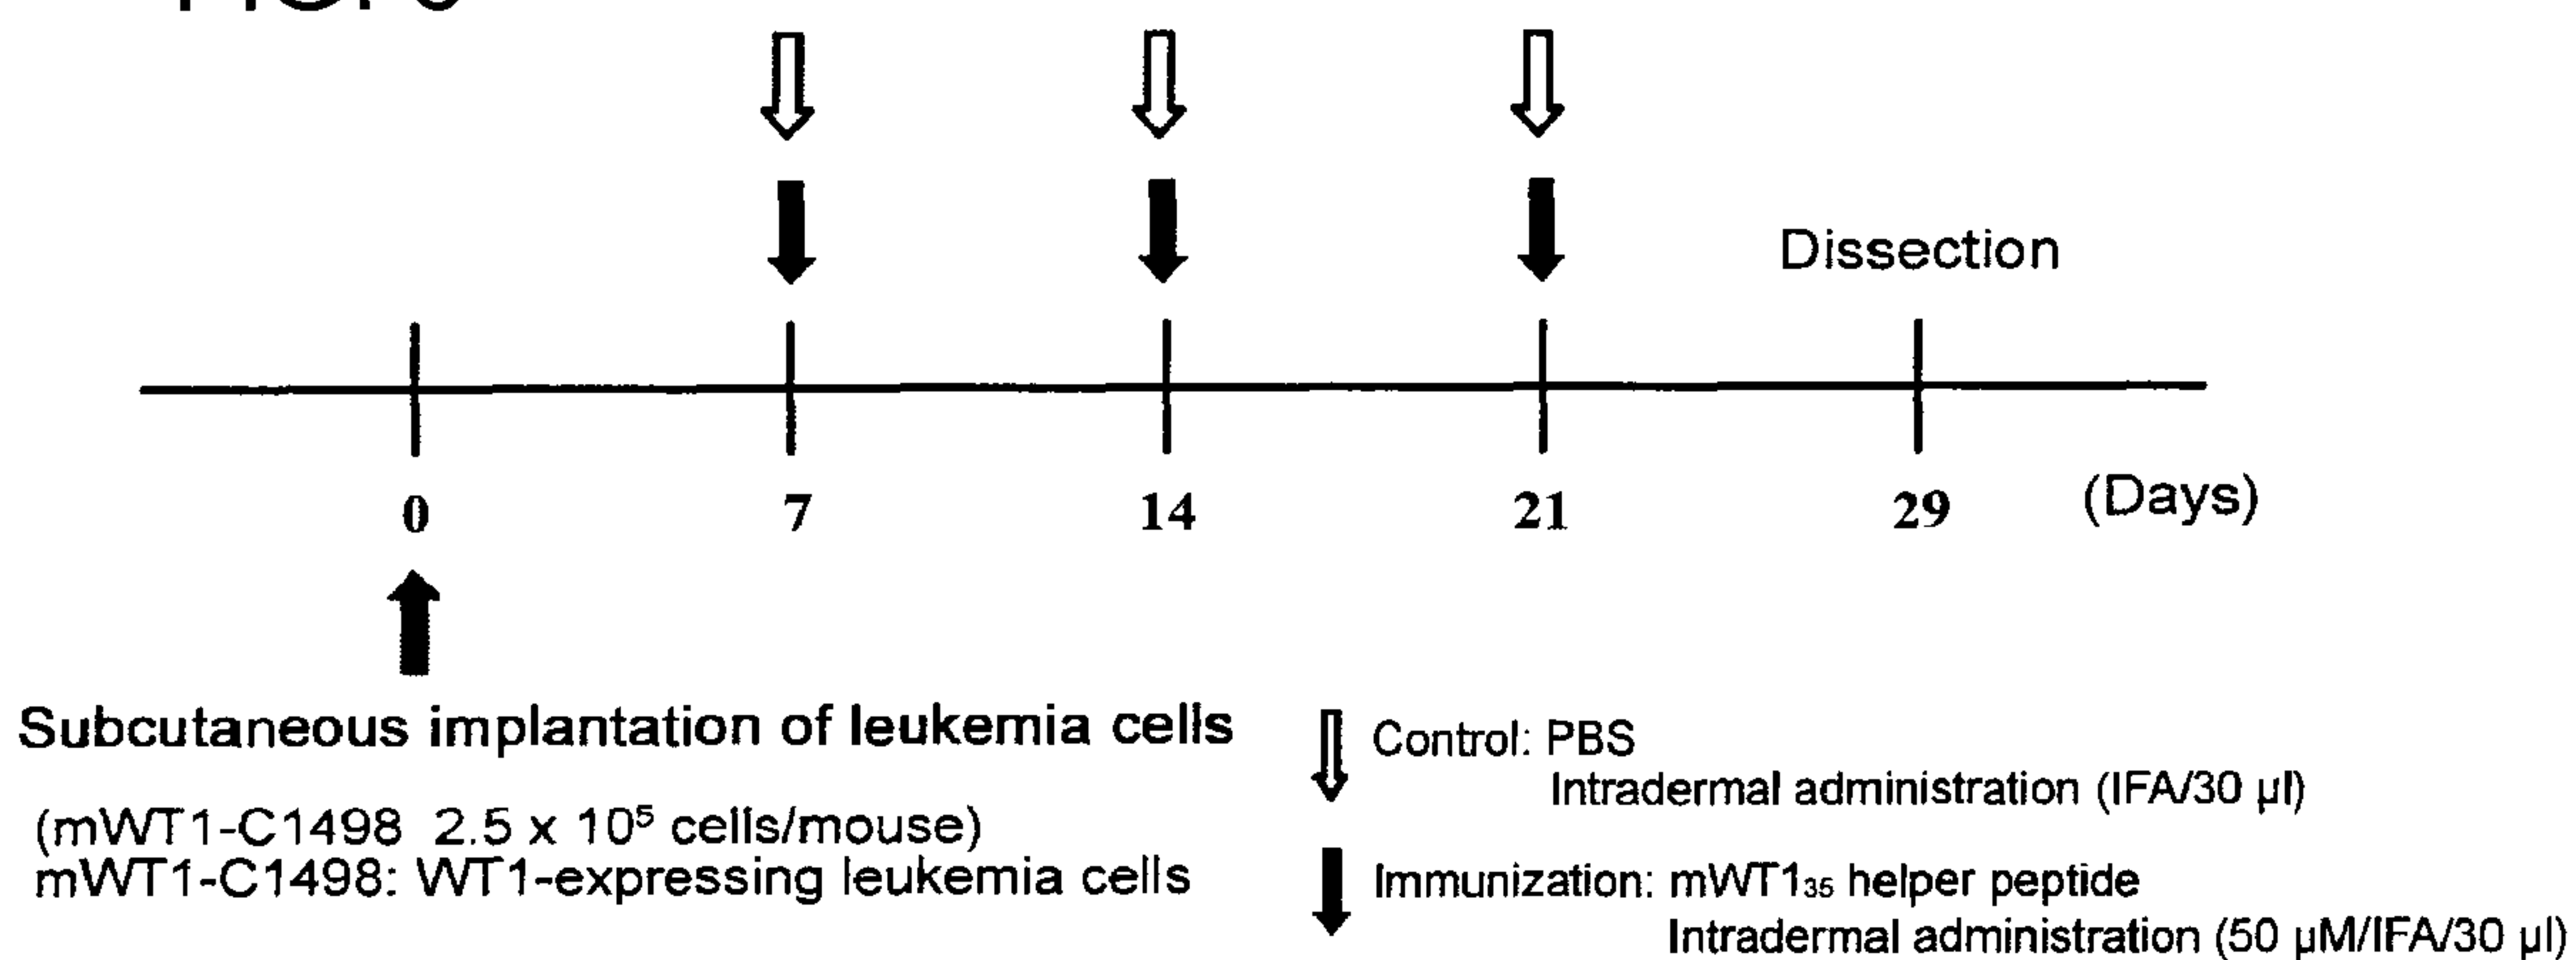 Dissection
0 7 14 21 29 (Days)
Subcutaneous implantation of leukemia cells
(mWT1-C1498 2.5 x 10⁵ cells/mouse)
mWT1-C1498: WT1-expressing leukemia cells
Control: PBS
Intradermal administration (IFA/30 µl)
Immunization: mWT1₃₅ helper peptide
Intradermal administration (50 µM/IFA/30 µl)